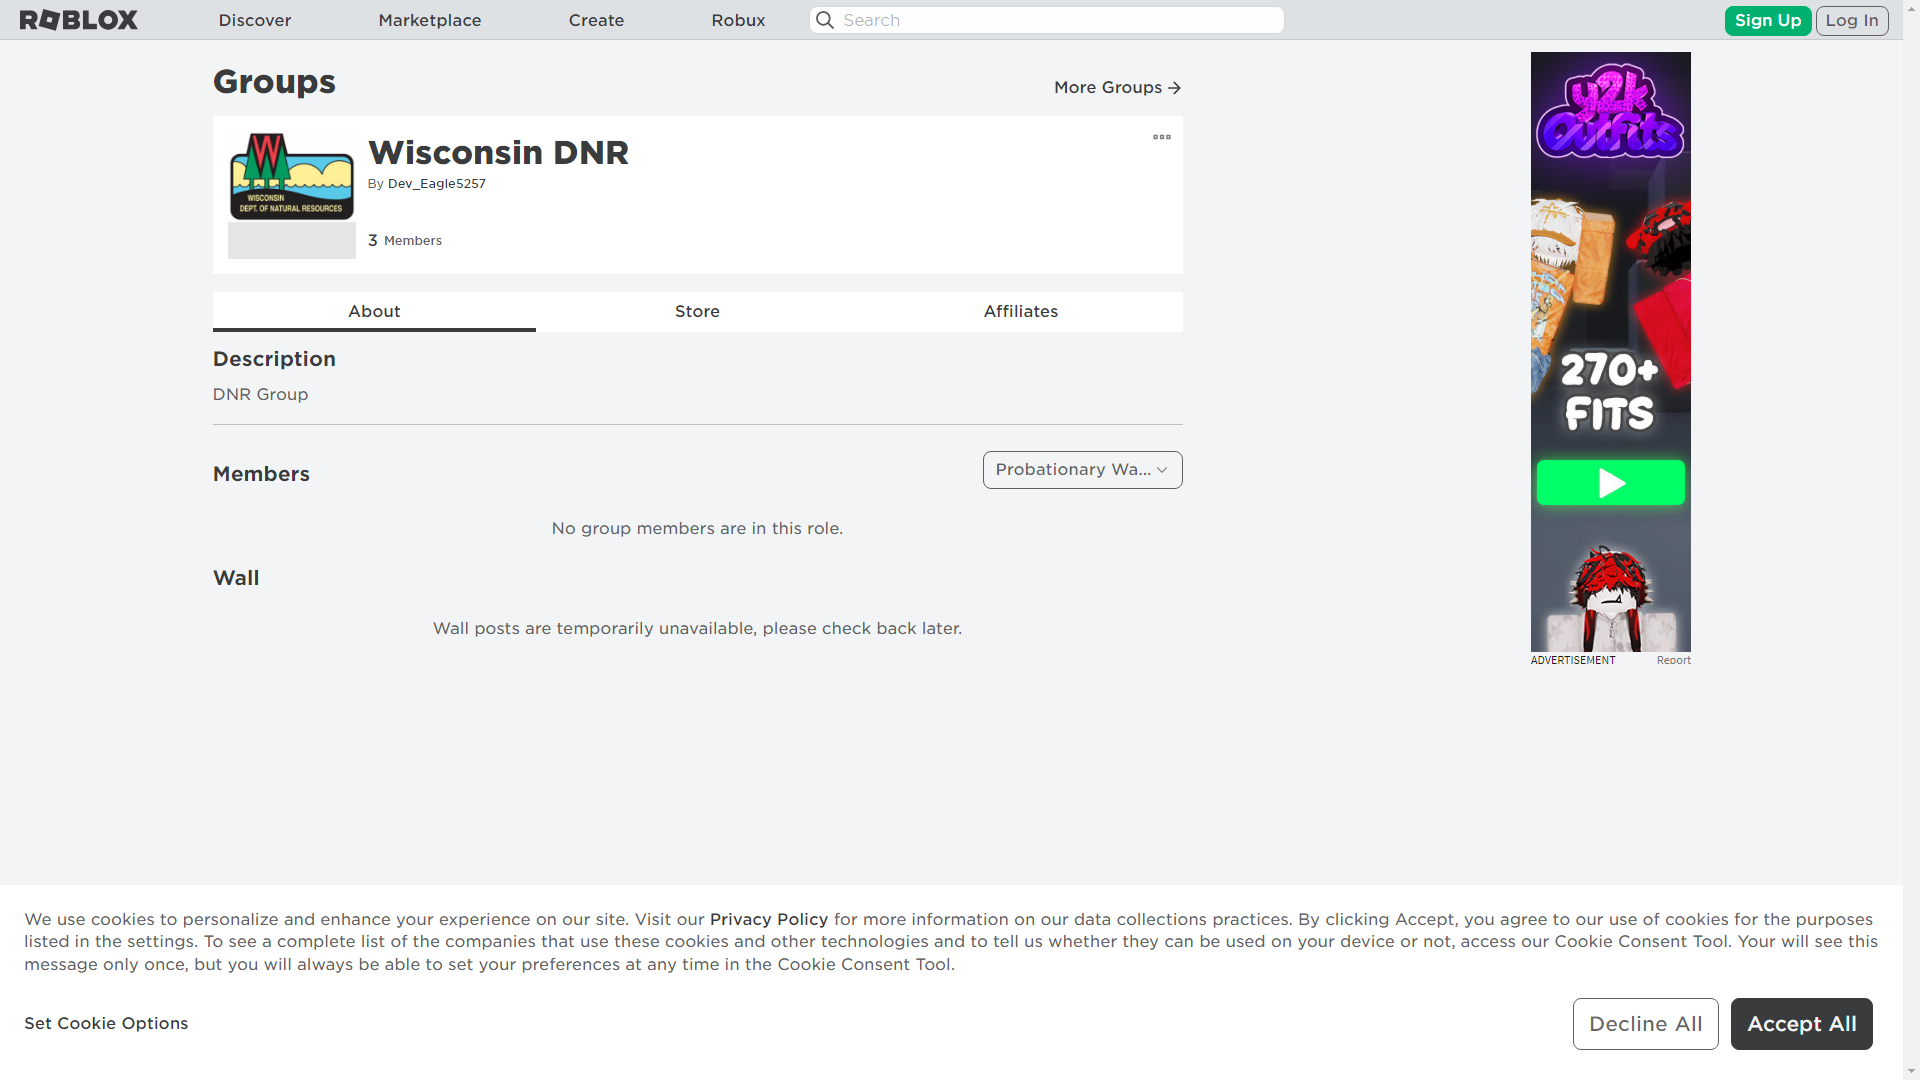 ROBLOX
Discover
Marketplace
Create
Robux
Search
Sign Up
Log In
Groups
More Groups
WISCONSIN
DEPT. OF NATURAL RESOURCES
Wisconsin DNR
By Dev_Eagle5257
3 Members
About
Store
Affiliates
Description
DNR Group
Members
Probationary Wa...
No group members are in this role.
Wall
Wall posts are temporarily unavailable, please check back later.
y2k
Outfits
270+
FITS
ADVERTISEMENT
Report
We use cookies to personalize and enhance your experience on our site. Visit our Privacy Policy for more information on our data collections practices. By clicking Accept, you agree to our use of cookies for the purposes
listed in the settings. To see a complete list of the companies that use these cookies and other technologies and to tell us whether they can be used on your device or not, access our Cookie Consent Tool. Your will see this
message only once, but you will always be able to set your preferences at any time in the Cookie Consent Tool.
Set Cookie Options
Decline All
Accept All